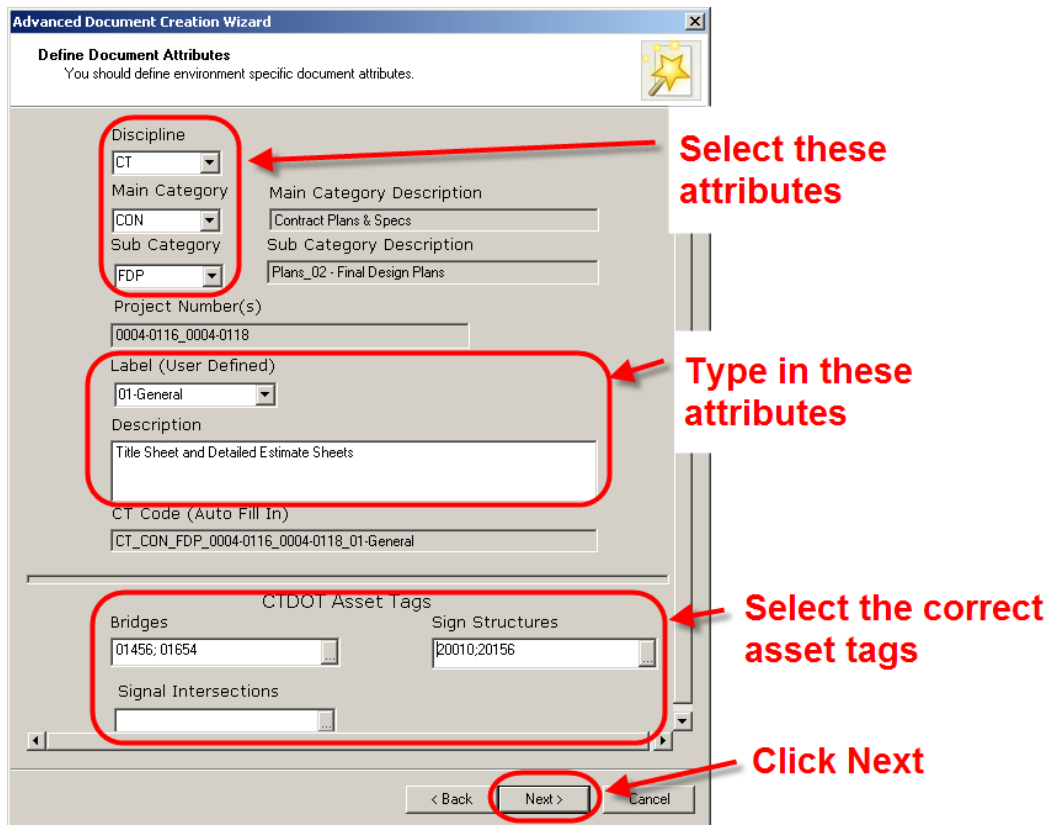 Advanced Document Creation Wizard
Define Document Attributes
You should define environment specific document attributes.
Discipline
CT
Main Category
Main Category Description
CON
Contract Plans & Specs
Sub Category
Sub Category Description
FDP
Plans_02 - Final Design Plans
Project Number(s)
0004-0116_0004-0118
Label (User Defined)
01-General
Description
Title Sheet and Detailed Estimate Sheets
CT Code (Auto Fill In)
CT_CON_FDP_0004-0116_0004-0118_01-General
CTDOT Asset Tags
Bridges
Sign Structures
01456; 01654
...
20010;20156
...
Signal Intersections
...
< Back
Next >
Cancel
Select these
attributes
Type in these
attributes
Select the correct
asset tags
Click Next